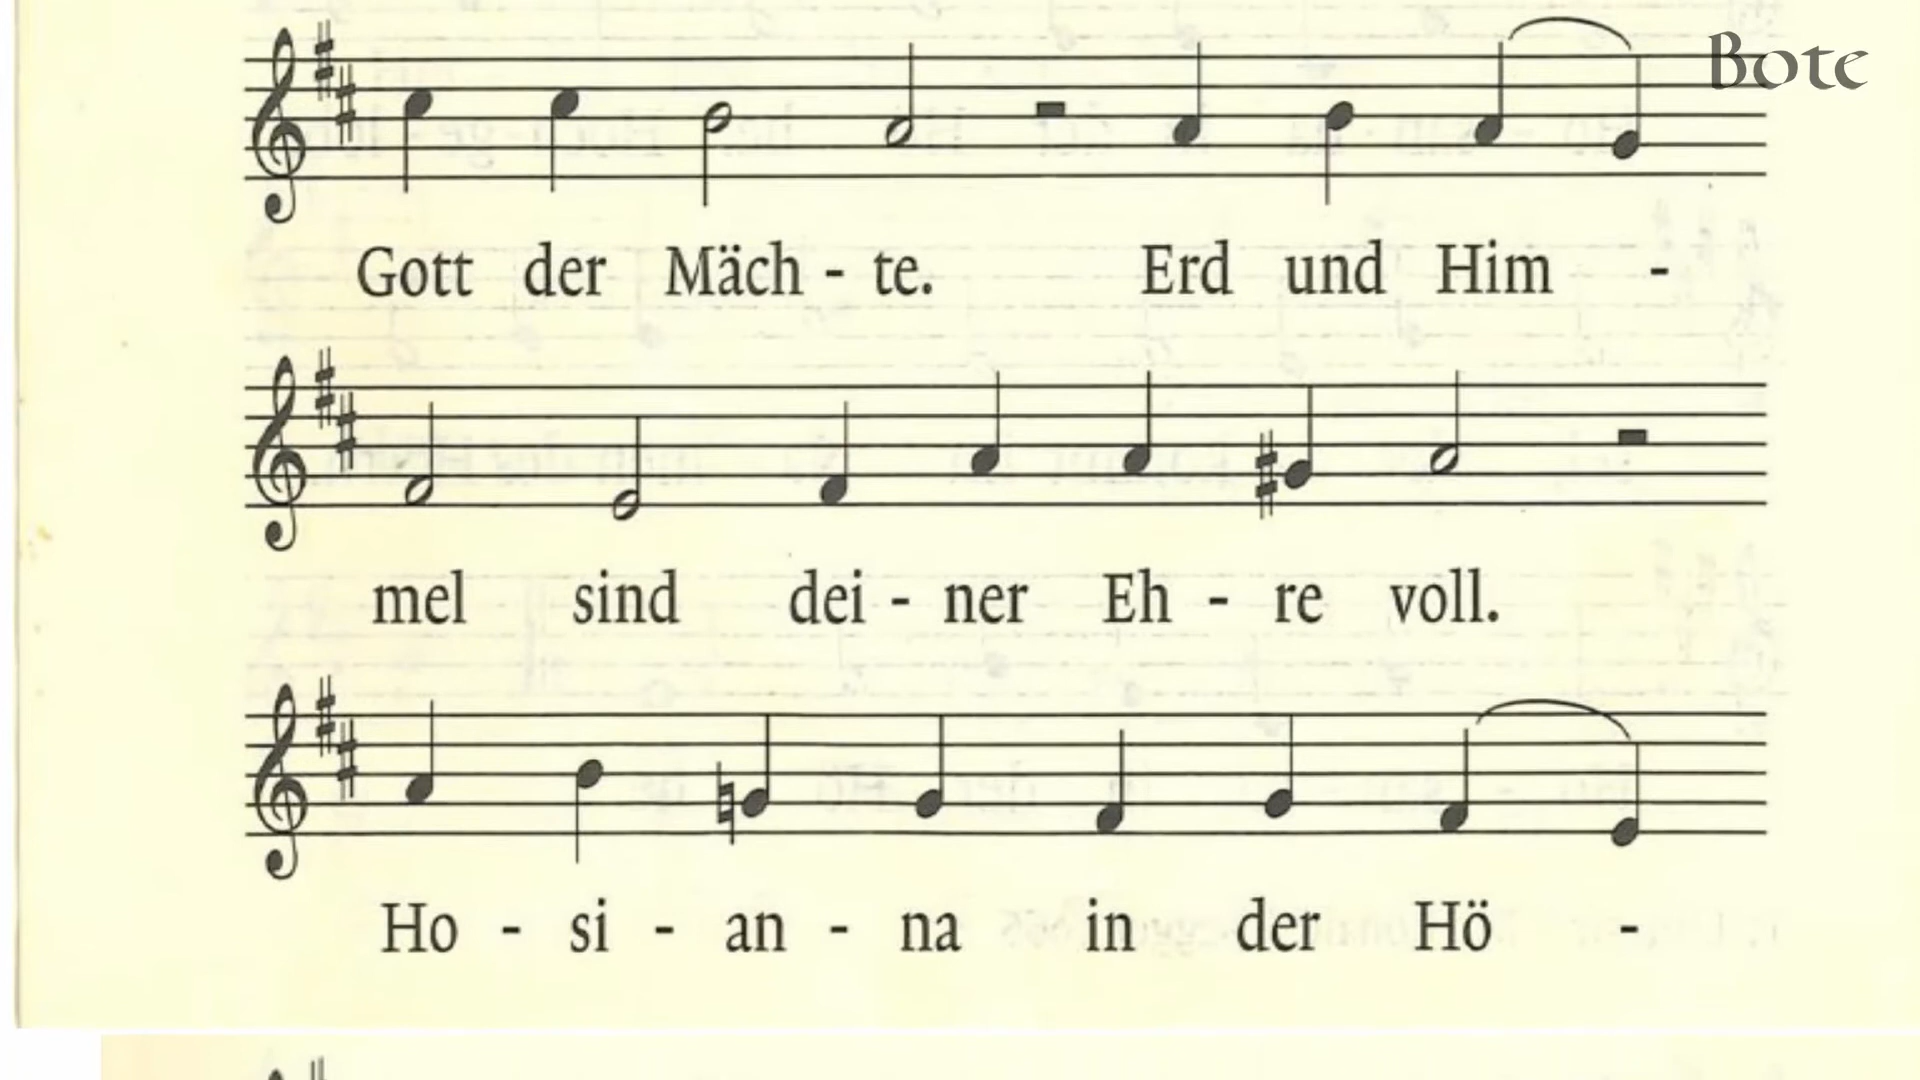 Bote
Gott der Mäch - te. Erd und Him -
mel sind dei - ner Eh - re voll.
Ho - si - an - na in der Hö -